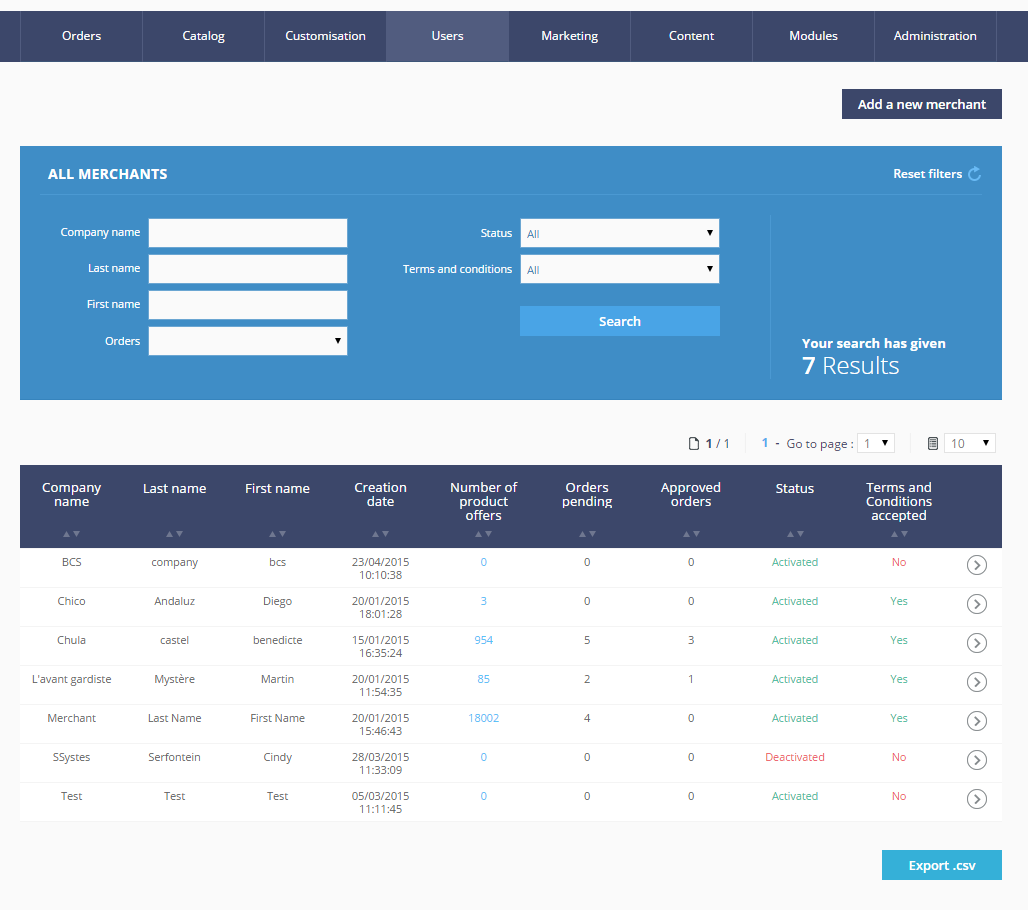 Orders Catalog Customisation Users Marketing Content Modules Administration
Add a new merchant
ALL MERCHANTS Reset filters
Company name Status All
Last name Terms and conditions All
First name
Search
Orders
Your search has given
7 Results
1 / 1 1 - Go to page : 1 10
Company name Last name First name Creation date Number of product offers Orders pending Approved orders Status Terms and Conditions accepted
BCS company bcs 23/04/2015 10:10:38 0 0 0 Activated No
Chico Andaluz Diego 20/01/2015 18:01:28 3 0 0 Activated Yes
Chula castel benedicte 15/01/2015 16:35:24 954 5 3 Activated Yes
L'avant gardiste Mystère Martin 20/01/2015 11:54:35 85 2 1 Activated Yes
Merchant Last Name First Name 20/01/2015 15:46:43 18002 4 0 Activated Yes
SSystes Serfontein Cindy 28/03/2015 11:33:09 0 0 0 Deactivated No
Test Test Test 05/03/2015 11:11:45 0 0 0 Activated No
Export .csv